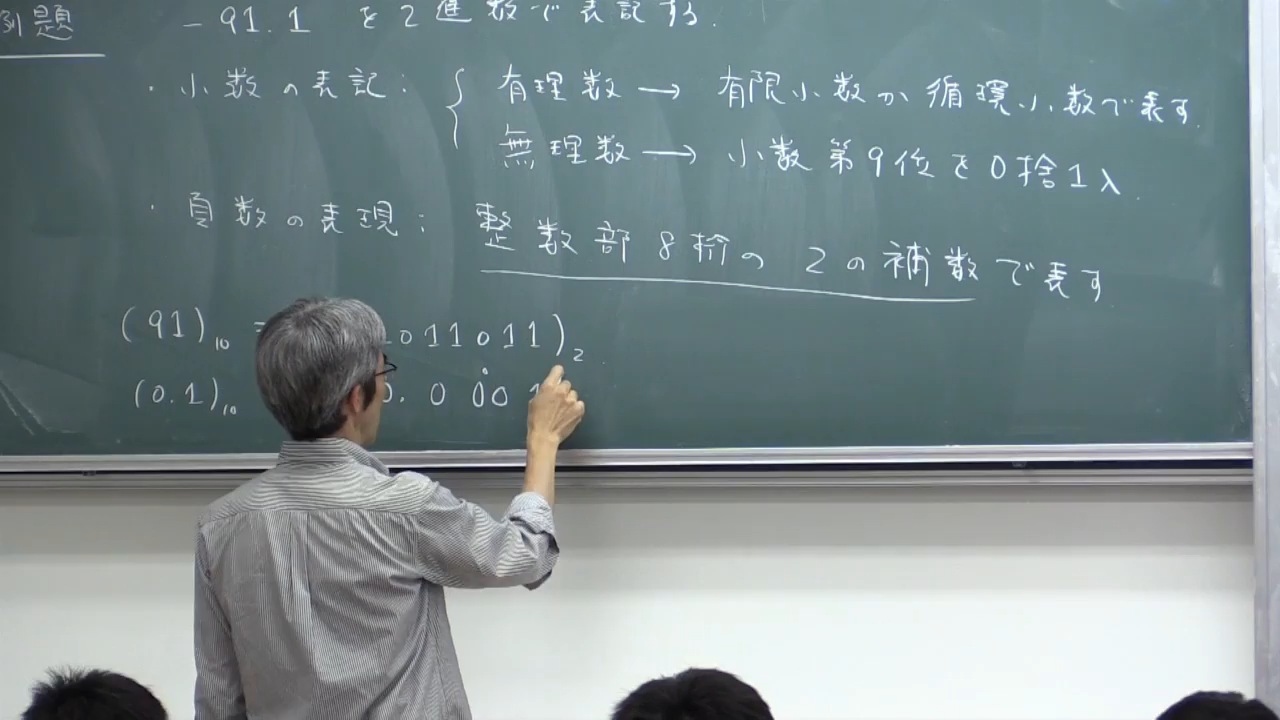 例題 -91.1 を2進数で表記する.
・小数の表記: { 有理数 → 有限小数か循環小数で表す.
無理数 → 小数第9位を0捨1入.
・負数の表現: 整数部8桁の2の補数で表す
(91)₁₀ 1011011)₂.
(0.1)₁₀ 0. 0 0̇0 1